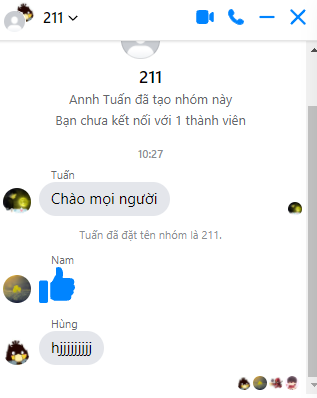 211
211
Annh Tuấn đã tạo nhóm này
Bạn chưa kết nối với 1 thành viên
10:27
Tuấn
Chào mọi người
Tuấn đã đặt tên nhóm là 211.
Nam
Hùng
hjjjjjjjjjj